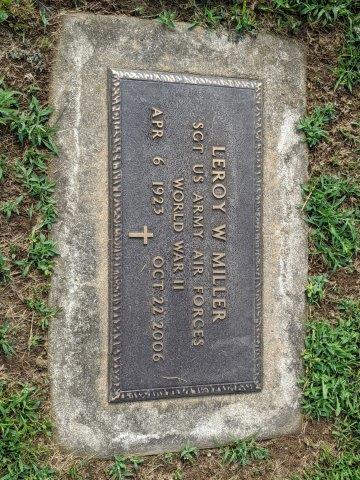 LEROY W MILLER
SGT US ARMY AIR FORCES
WORLD WAR II
APR 6 1923 OCT 22 2006